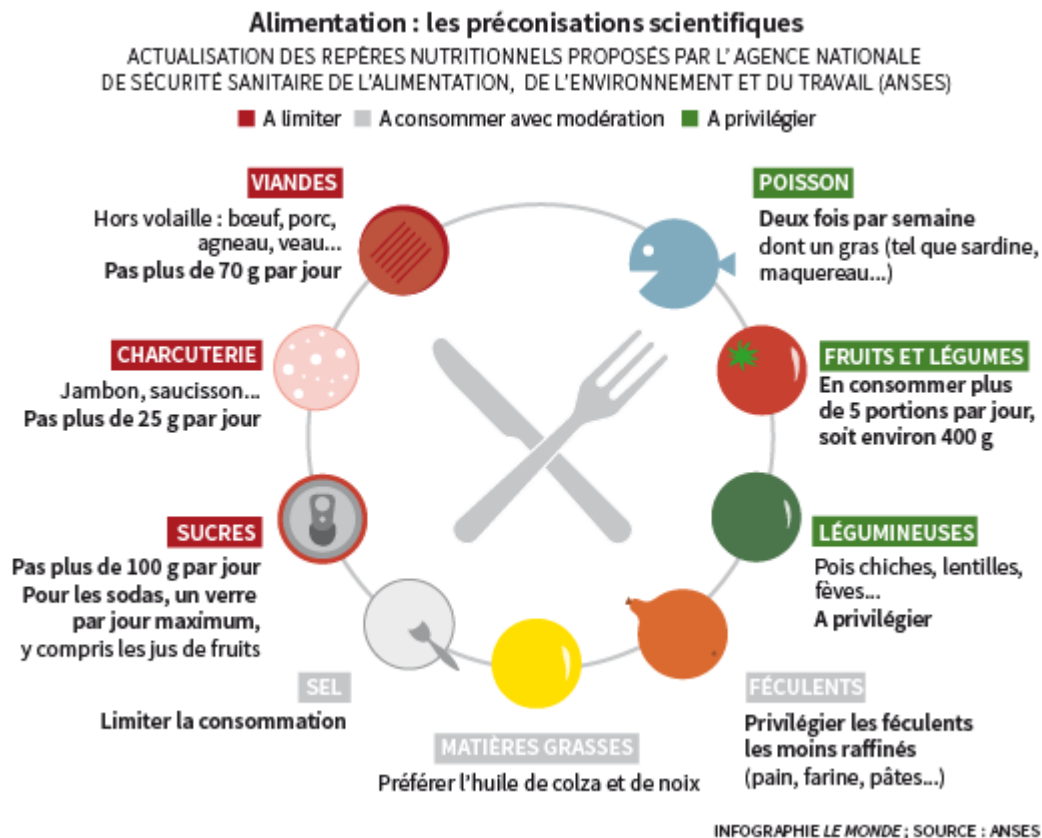 Alimentation : les préconisations scientifiques
ACTUALISATION DES REPÈRES NUTRITIONNELS PROPOSÉS PAR L' AGENCE NATIONALE
DE SÉCURITÉ SANITAIRE DE L'ALIMENTATION, DE L'ENVIRONNEMENT ET DU TRAVAIL (ANSES)
A limiter A consommer avec modération A privilégier
VIANDES
Hors volaille : bœuf, porc,
agneau, veau...
Pas plus de 70 g par jour
POISSON
Deux fois par semaine
dont un gras (tel que sardine,
maquereau...)
CHARCUTERIE
Jambon, saucisson...
Pas plus de 25 g par jour
FRUITS ET LÉGUMES
En consommer plus
de 5 portions par jour,
soit environ 400 g
SUCRES
Pas plus de 100 g par jour
Pour les sodas, un verre
par jour maximum,
y compris les jus de fruits
LÉGUMINEUSES
Pois chiches, lentilles,
fèves...
A privilégier
SEL
Limiter la consommation
MATIÈRES GRASSES
Préférer l'huile de colza et de noix
FÉCULENTS
Privilégier les féculents
les moins raffinés
(pain, farine, pâtes...)
INFOGRAPHIE LE MONDE ; SOURCE : ANSES